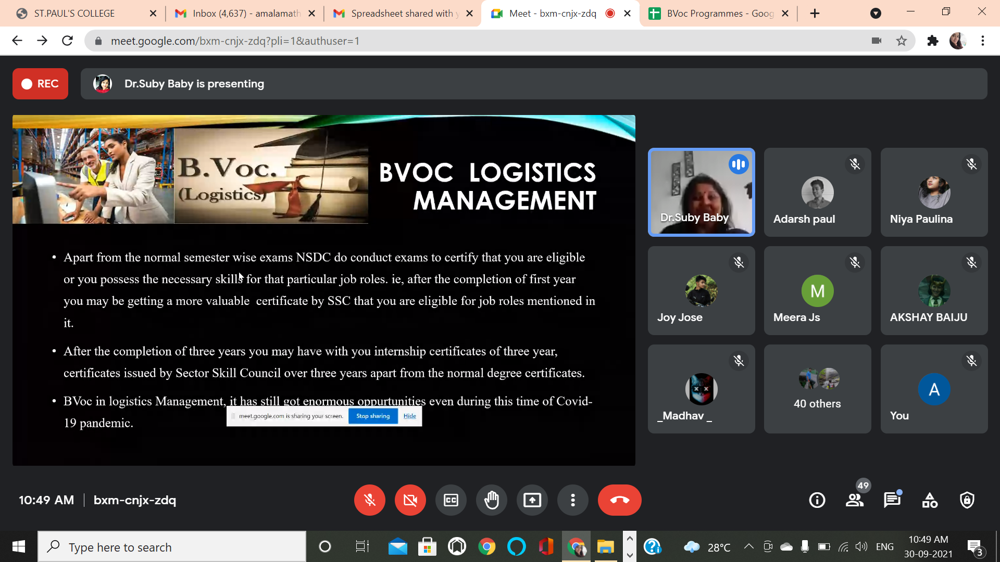 ST.PAUL'S COLLEGE
Inbox (4,637) - amalamath
Spreadsheet shared with y
Meet - bxm-cnjx-zdq
BVoc Programmes - Goog
meet.google.com/bxm-cnjx-zdq?pli=1&authuser=1
REC
Dr.Suby Baby is presenting
B.Voc.
(Logistics)
BVOC LOGISTICS
MANAGEMENT
• Apart from the normal semester wise exams NSDC do conduct exams to certify that you are eligible
or you possess the necessary skills for that particular job roles. ie, after the completion of first year
you may be getting a more valuable certificate by SSC that you are eligible for job roles mentioned in
it.
• After the completion of three years you may have with you internship certificates of three year,
certificates issued by Sector Skill Council over three years apart from the normal degree certificates.
• BVoc in logistics Management, it has still got enormous oppurtunities even during this time of Covid-
19 pandemic.
meet.google.com is sharing your screen.
Stop sharing
Hide
Dr.Suby Baby
Adarsh paul
Niya Paulina
Joy Jose
M
Meera Js
AKSHAY BAIJU
_Madhav _
40 others
A
You
10:49 AM
bxm-cnjx-zdq
CC
49
Type here to search
28°C
ENG
10:49 AM
30-09-2021
3